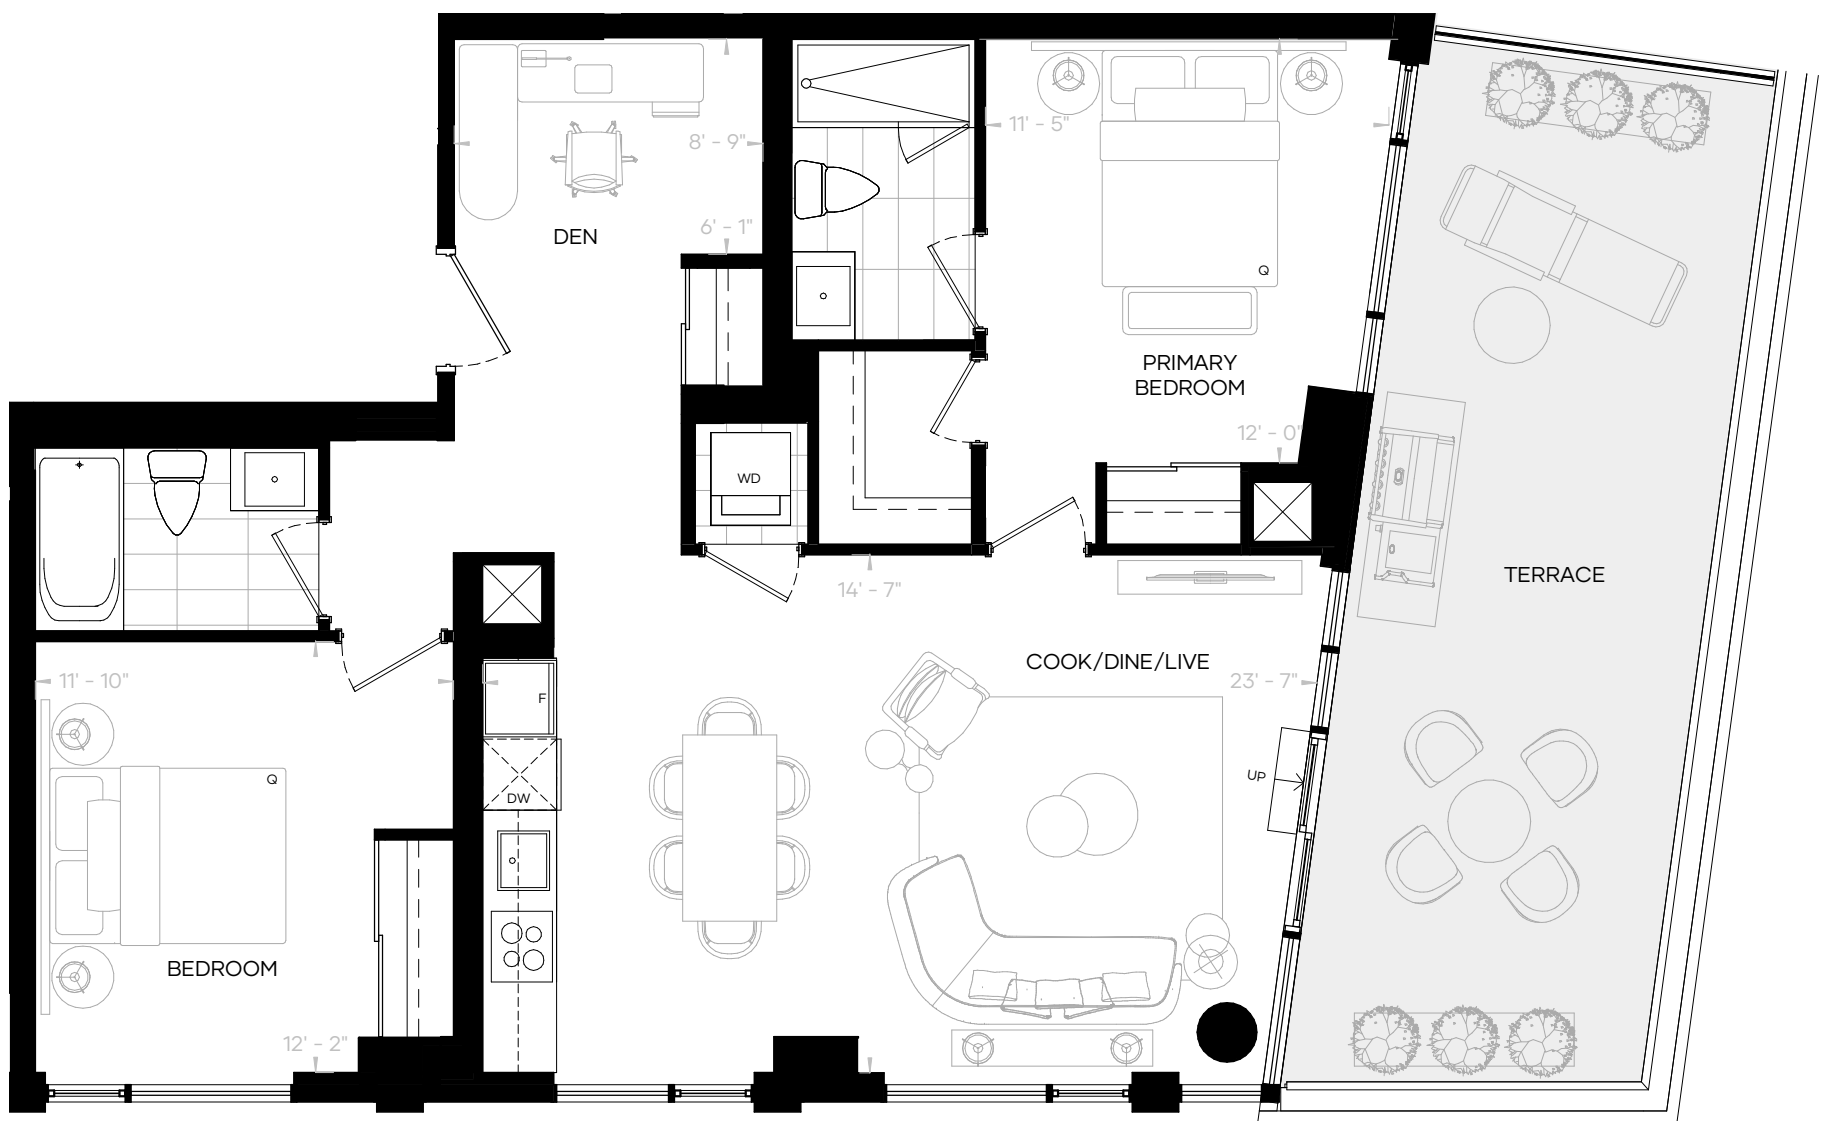 8' - 9"
11' - 5"
6' - 1"
DEN
Q
PRIMARY
BEDROOM
12' - 0"
WD
TERRACE
14' - 7"
COOK/DINE/LIVE
11' - 10"
23' - 7"
F
Q
UP
DW
BEDROOM
12' - 2"